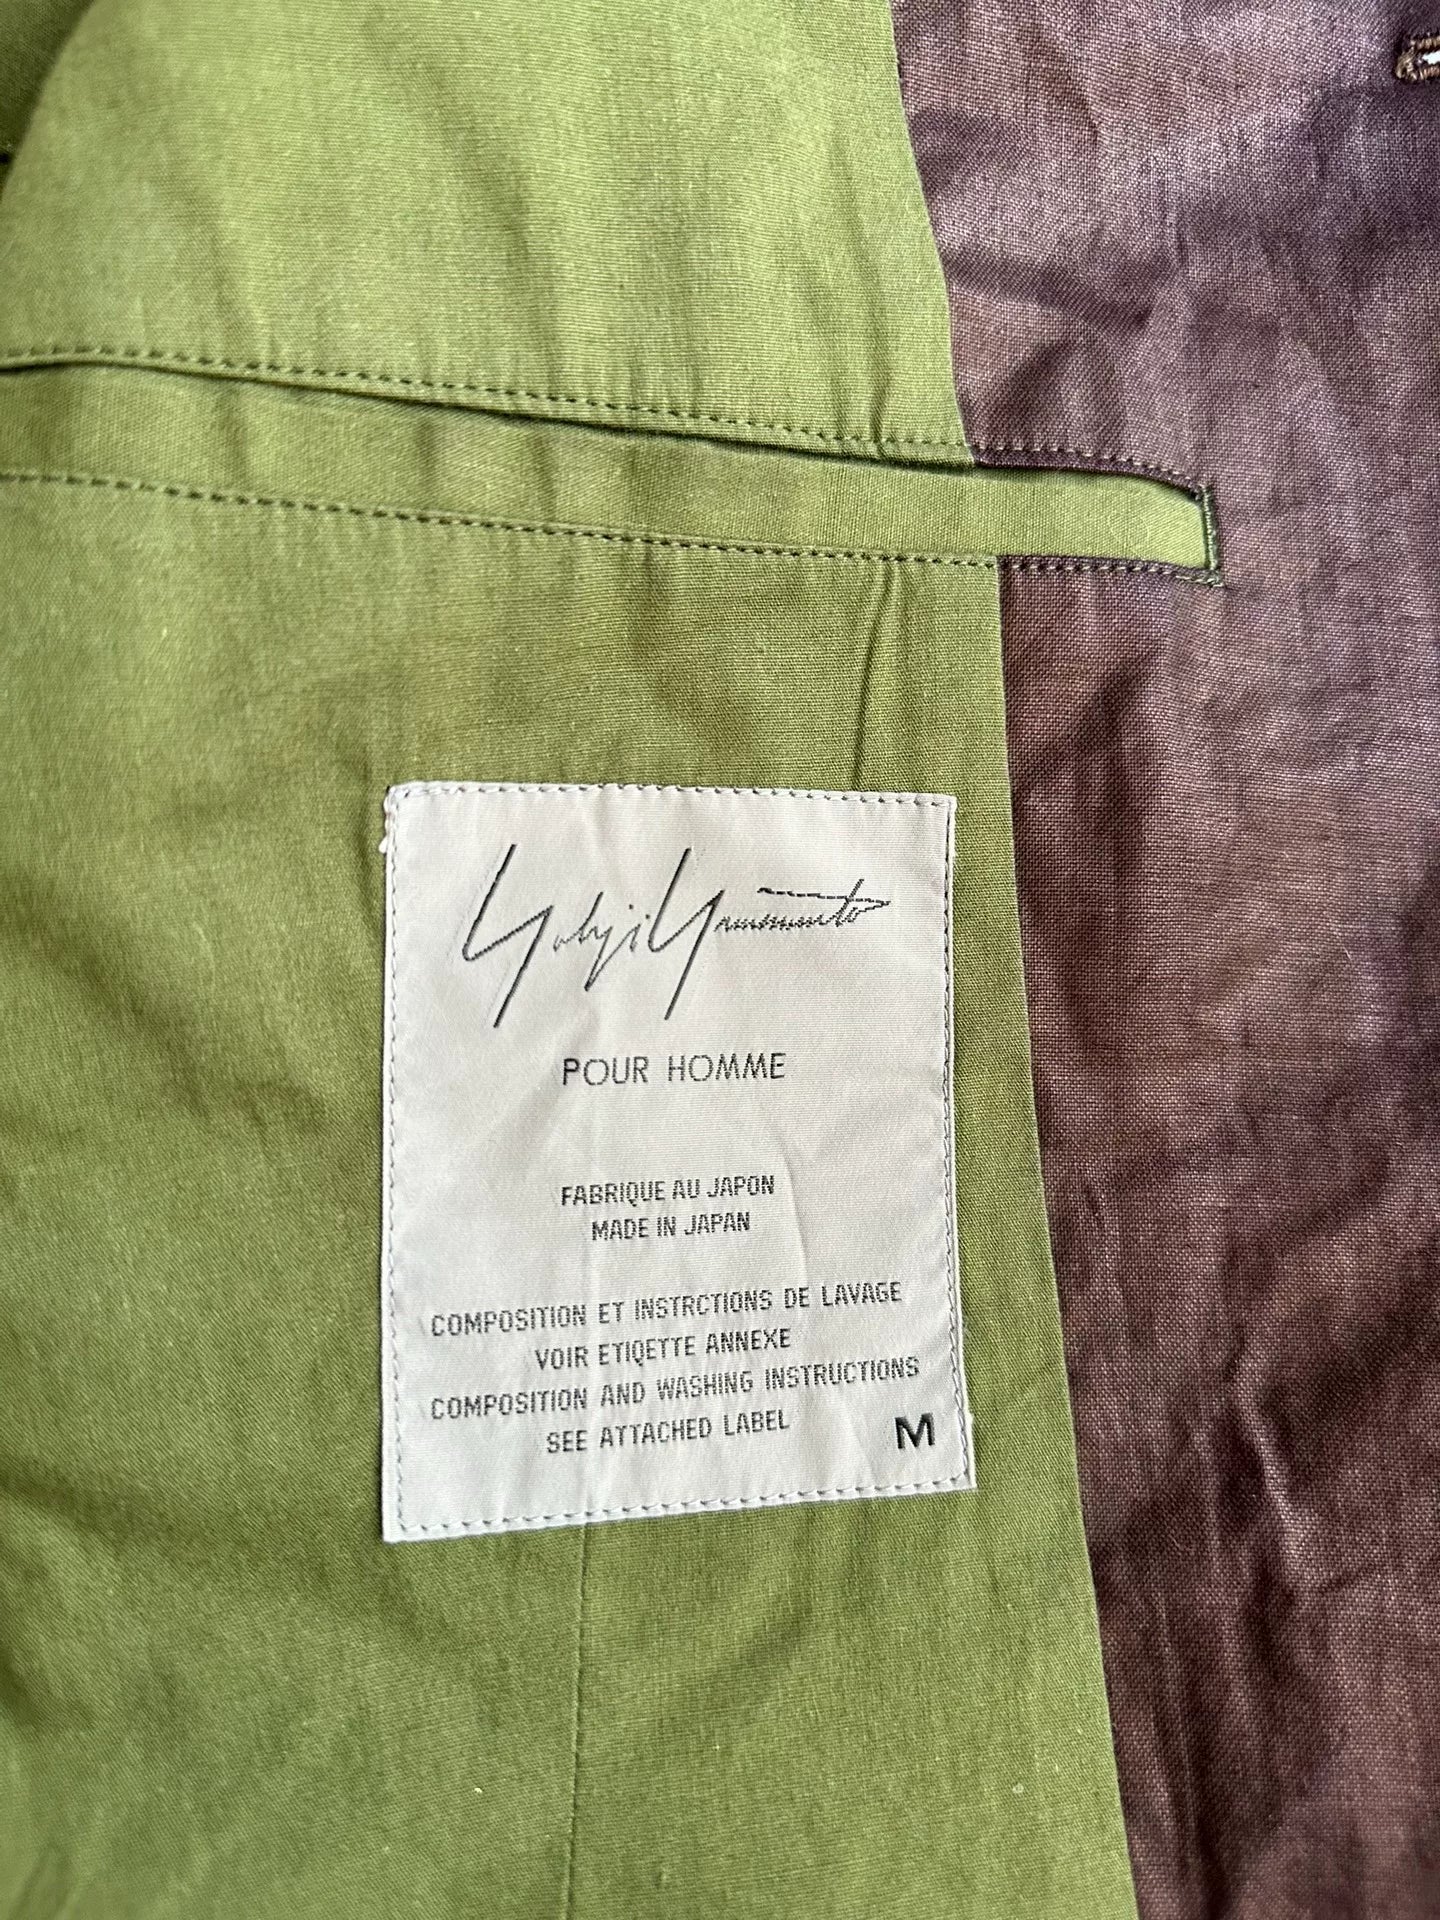 Yohji Yamamoto
POUR HOMME
FABRIQUE AU JAPON
MADE IN JAPAN
COMPOSITION ET INSTRCTIONS DE LAVAGE
VOIR ETIQETTE ANNEXE
COMPOSITION AND WASHING INSTRUCTIONS
SEE ATTACHED LABEL
M